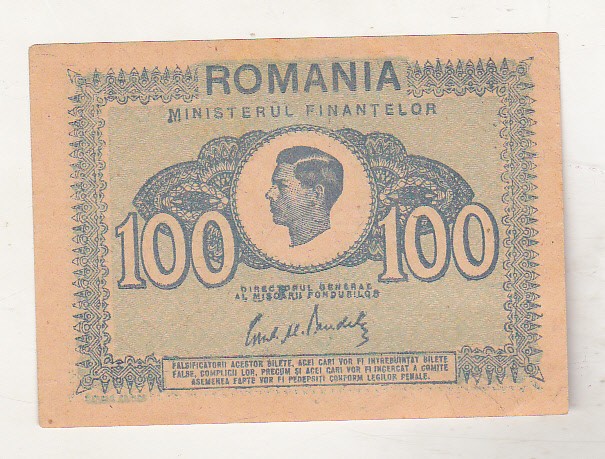 ROMANIA
MINISTERUL FINANTELOR
100 100
DIRECTORUL GENERAL
AL MIȘCĂRII FONDURILOR
FALSIFICATORII ACESTOR BILETE, ACEI CARI VOR FI INTREBUINȚAT BILETE
FALSE, COMPLICII LOR, PRECUM ȘI ACEI CARI VOR FI INCERCAT A COMITE
ASEMENEA FAPTE VOR FI PEDEPSIȚI CONFORM LEGILOR PENALE.